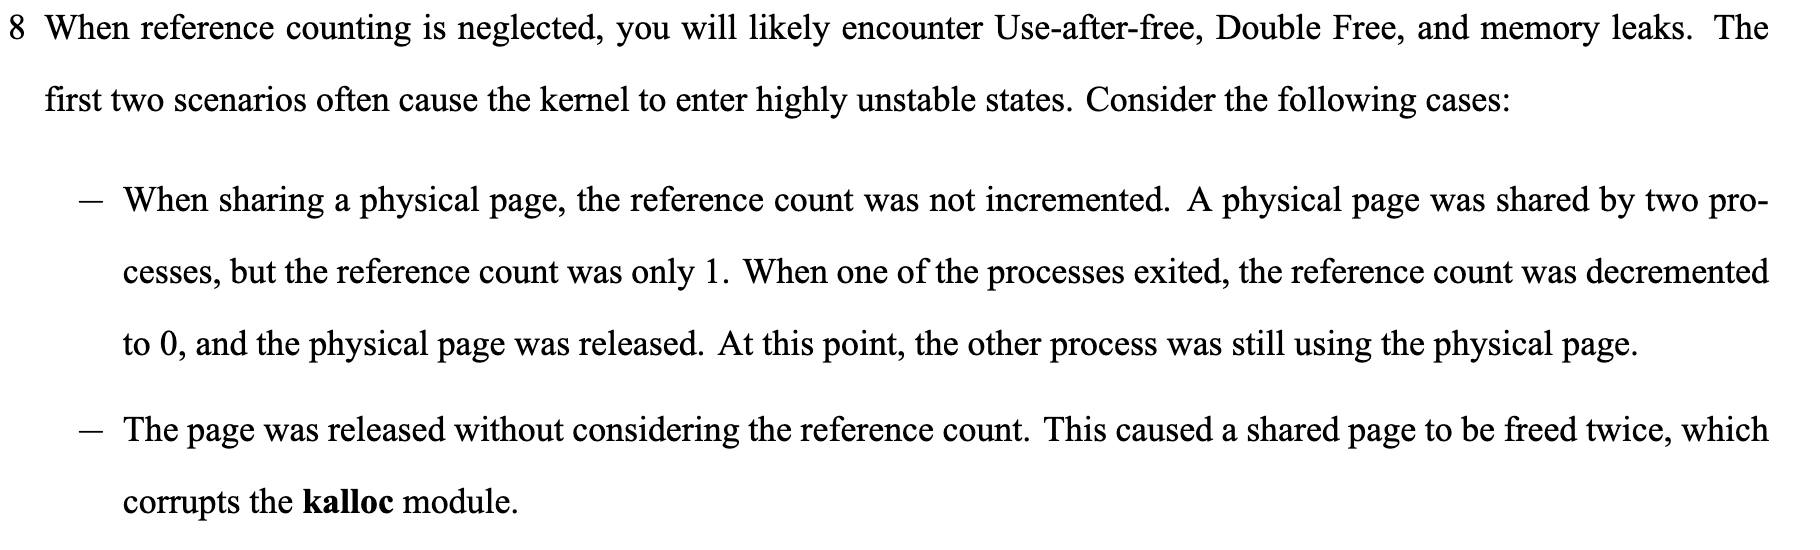 8 When reference counting is neglected, you will likely encounter Use-after-free, Double Free, and memory leaks. The
first two scenarios often cause the kernel to enter highly unstable states. Consider the following cases:
– When sharing a physical page, the reference count was not incremented. A physical page was shared by two pro-
cesses, but the reference count was only 1. When one of the processes exited, the reference count was decremented
to 0, and the physical page was released. At this point, the other process was still using the physical page.
– The page was released without considering the reference count. This caused a shared page to be freed twice, which
corrupts the kalloc module.